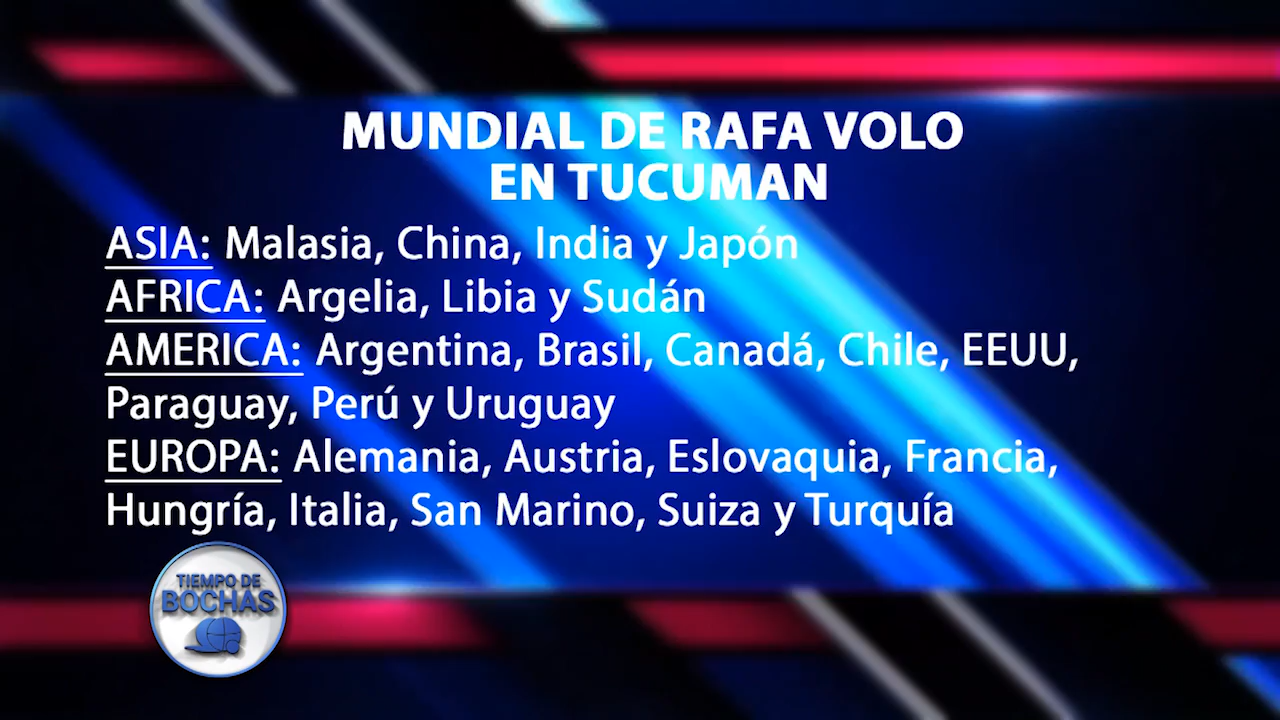 MUNDIAL DE RAFA VOLO
EN TUCUMAN
ASIA: Malasia, China, India y Japón
AFRICA: Argelia, Libia y Sudán
AMERICA: Argentina, Brasil, Canadá, Chile, EEUU,
Paraguay, Perú y Uruguay
EUROPA: Alemania, Austria, Eslovaquia, Francia,
Hungría, Italia, San Marino, Suiza y Turquía
TIEMPO DE
BOCHAS